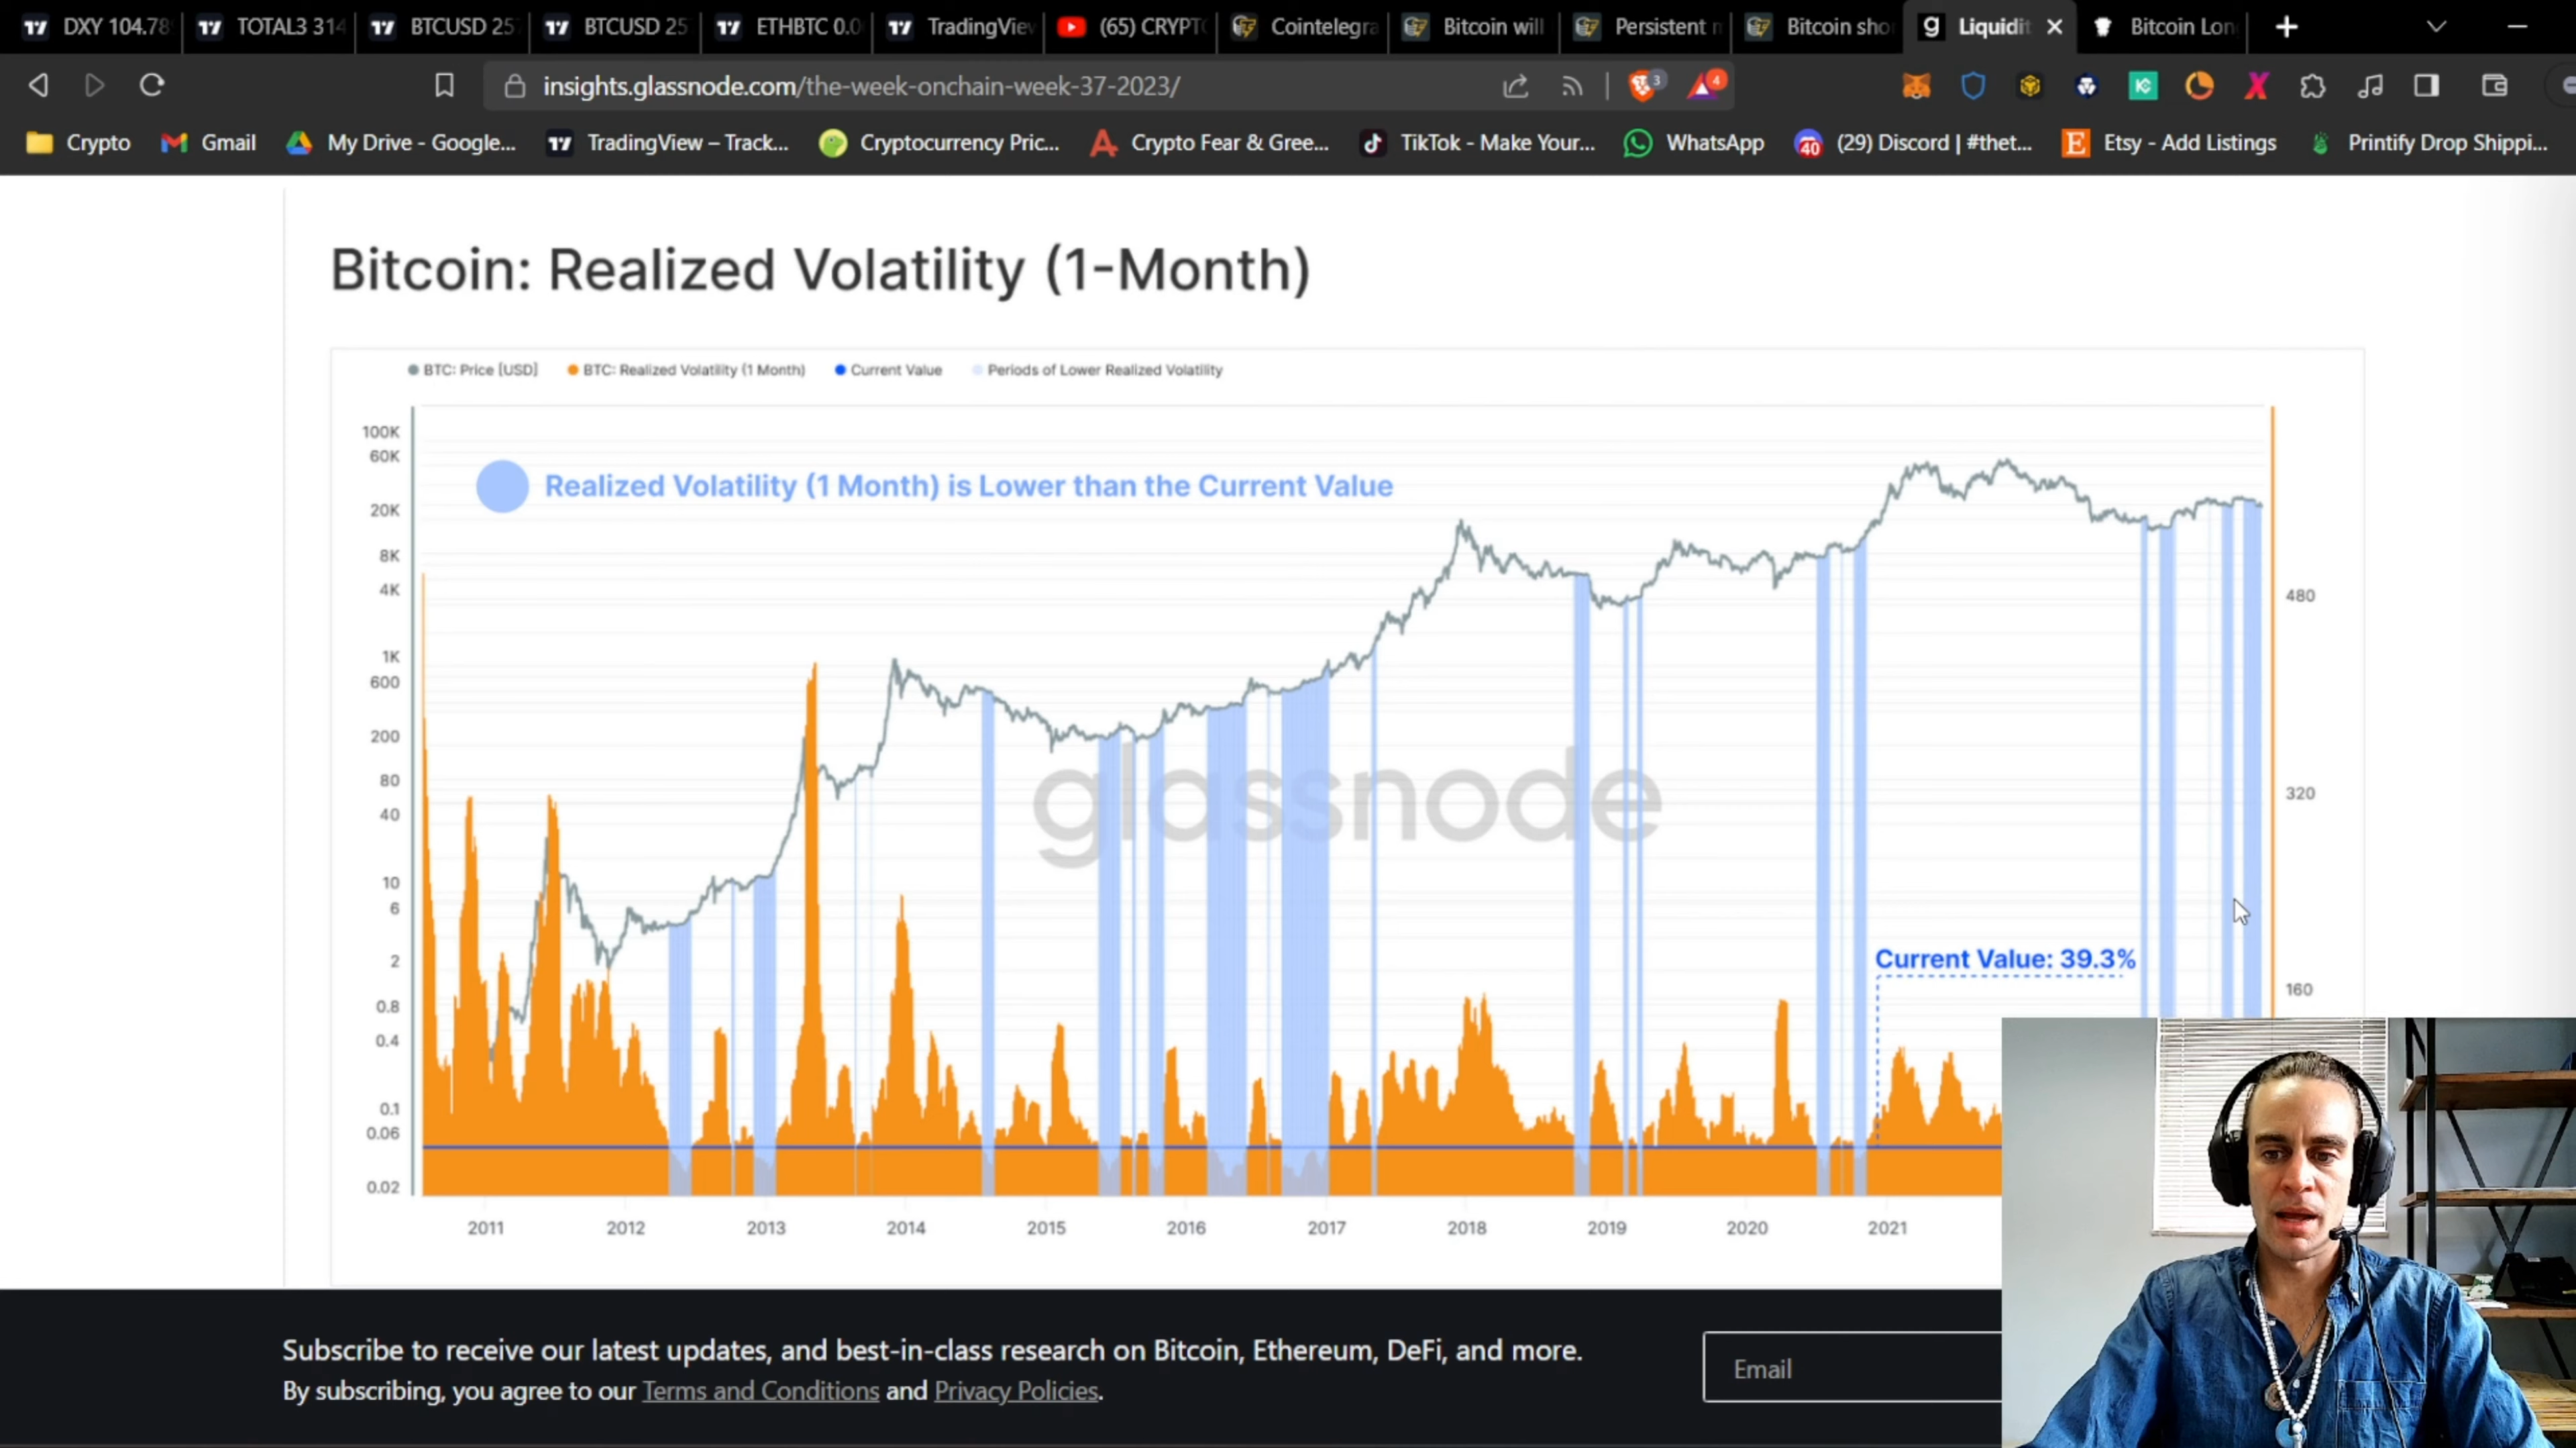 DXY 104.78
TOTAL3 314
BTCUSD 25
BTCUSD 25
ETHBTC 0.0
TradingView
(65) CRYPTO
Cointelegra
Bitcoin will
Persistent
Bitcoin sho
Liquidit
Bitcoin Lon
insights.glassnode.com/the-week-onchain-week-37-2023/
3
4
Crypto
Gmail
My Drive - Google...
TradingView – Track...
Cryptocurrency Pric...
Crypto Fear & Gree...
TikTok - Make Your...
WhatsApp
40
(29) Discord | #thet...
Etsy - Add Listings
Printify Drop Shippi...
Bitcoin: Realized Volatility (1-Month)
BTC: Price [USD]
BTC: Realized Volatility (1 Month)
Current Value
Periods of Lower Realized Volatility
Realized Volatility (1 Month) is Lower than the Current Value
100K
60K
20K
8K
4K
1K
600
200
80
40
10
6
2
0.8
0.4
0.1
0.06
0.02
480
320
160
glassnode
Current Value: 39.3%
2011
2012
2013
2014
2015
2016
2017
2018
2019
2020
2021
Subscribe to receive our latest updates, and best-in-class research on Bitcoin, Ethereum, DeFi, and more.
By subscribing, you agree to our Terms and Conditions and Privacy Policies.
Email